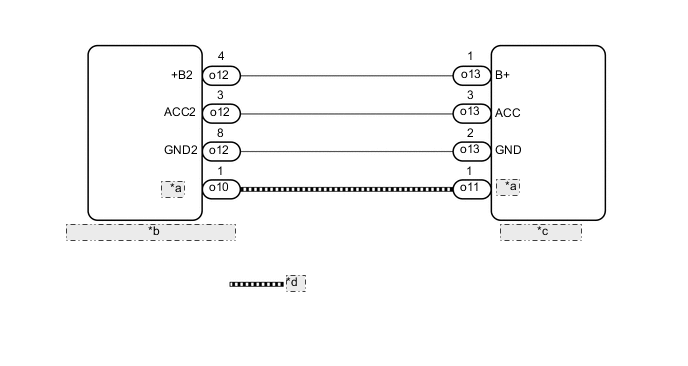 4 1
+B2 o12 o13 B+
3 3
ACC2 o12 o13 ACC
8 2
GND2 o12 o13 GND
1 1
*a o10 o11 *a
*b *c
*d